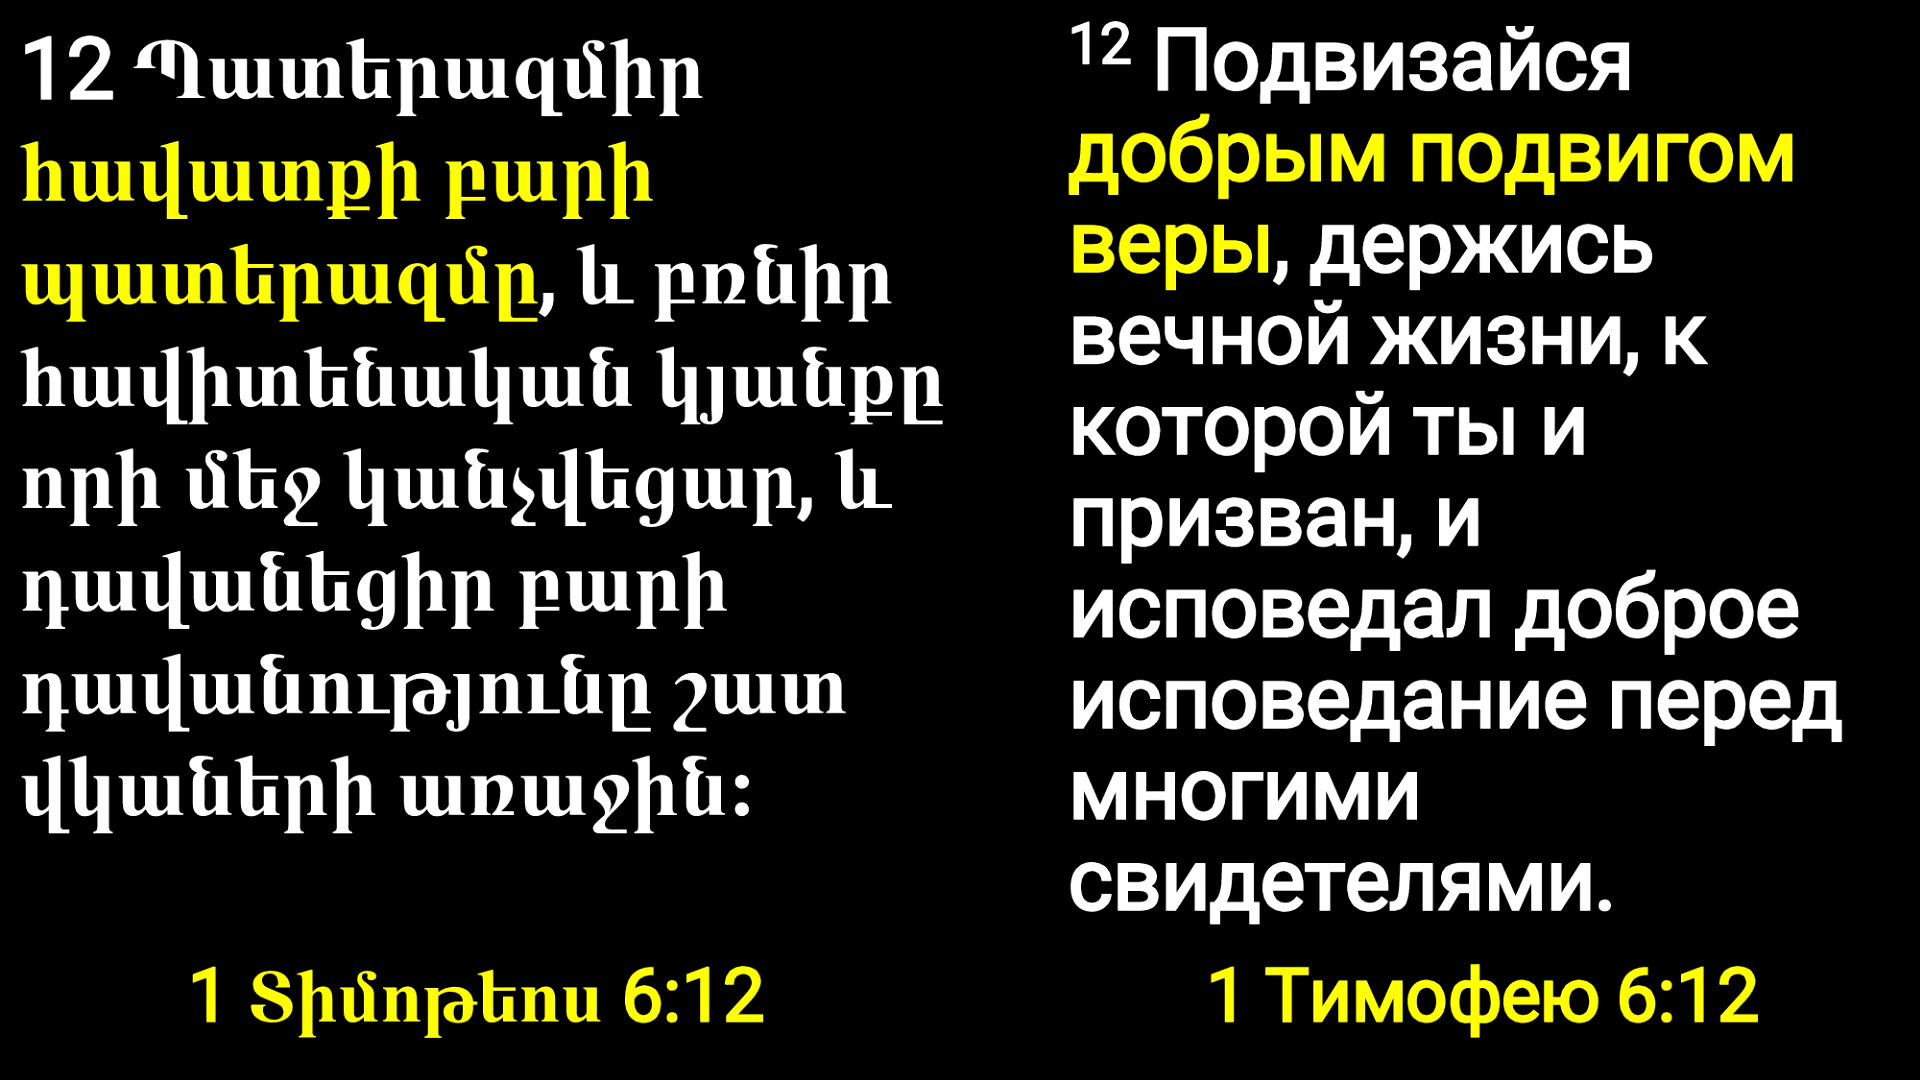 12 Պատերազմիր
հավատքի բարի
պատերազմը, և բռնիր
հավիտենական կյանքը
որի մեջ կանչվեցար, և
դավանեցիր բարի
դավանությունը շատ
վկաների առաջին:
1 Տիմոթեոս 6:12
12 Подвизайся
добрым подвигом
веры, держись
вечной жизни, к
которой ты и
призван, и
исповедал доброе
исповедание перед
многими
свидетелями.
1 Тимофею 6:12